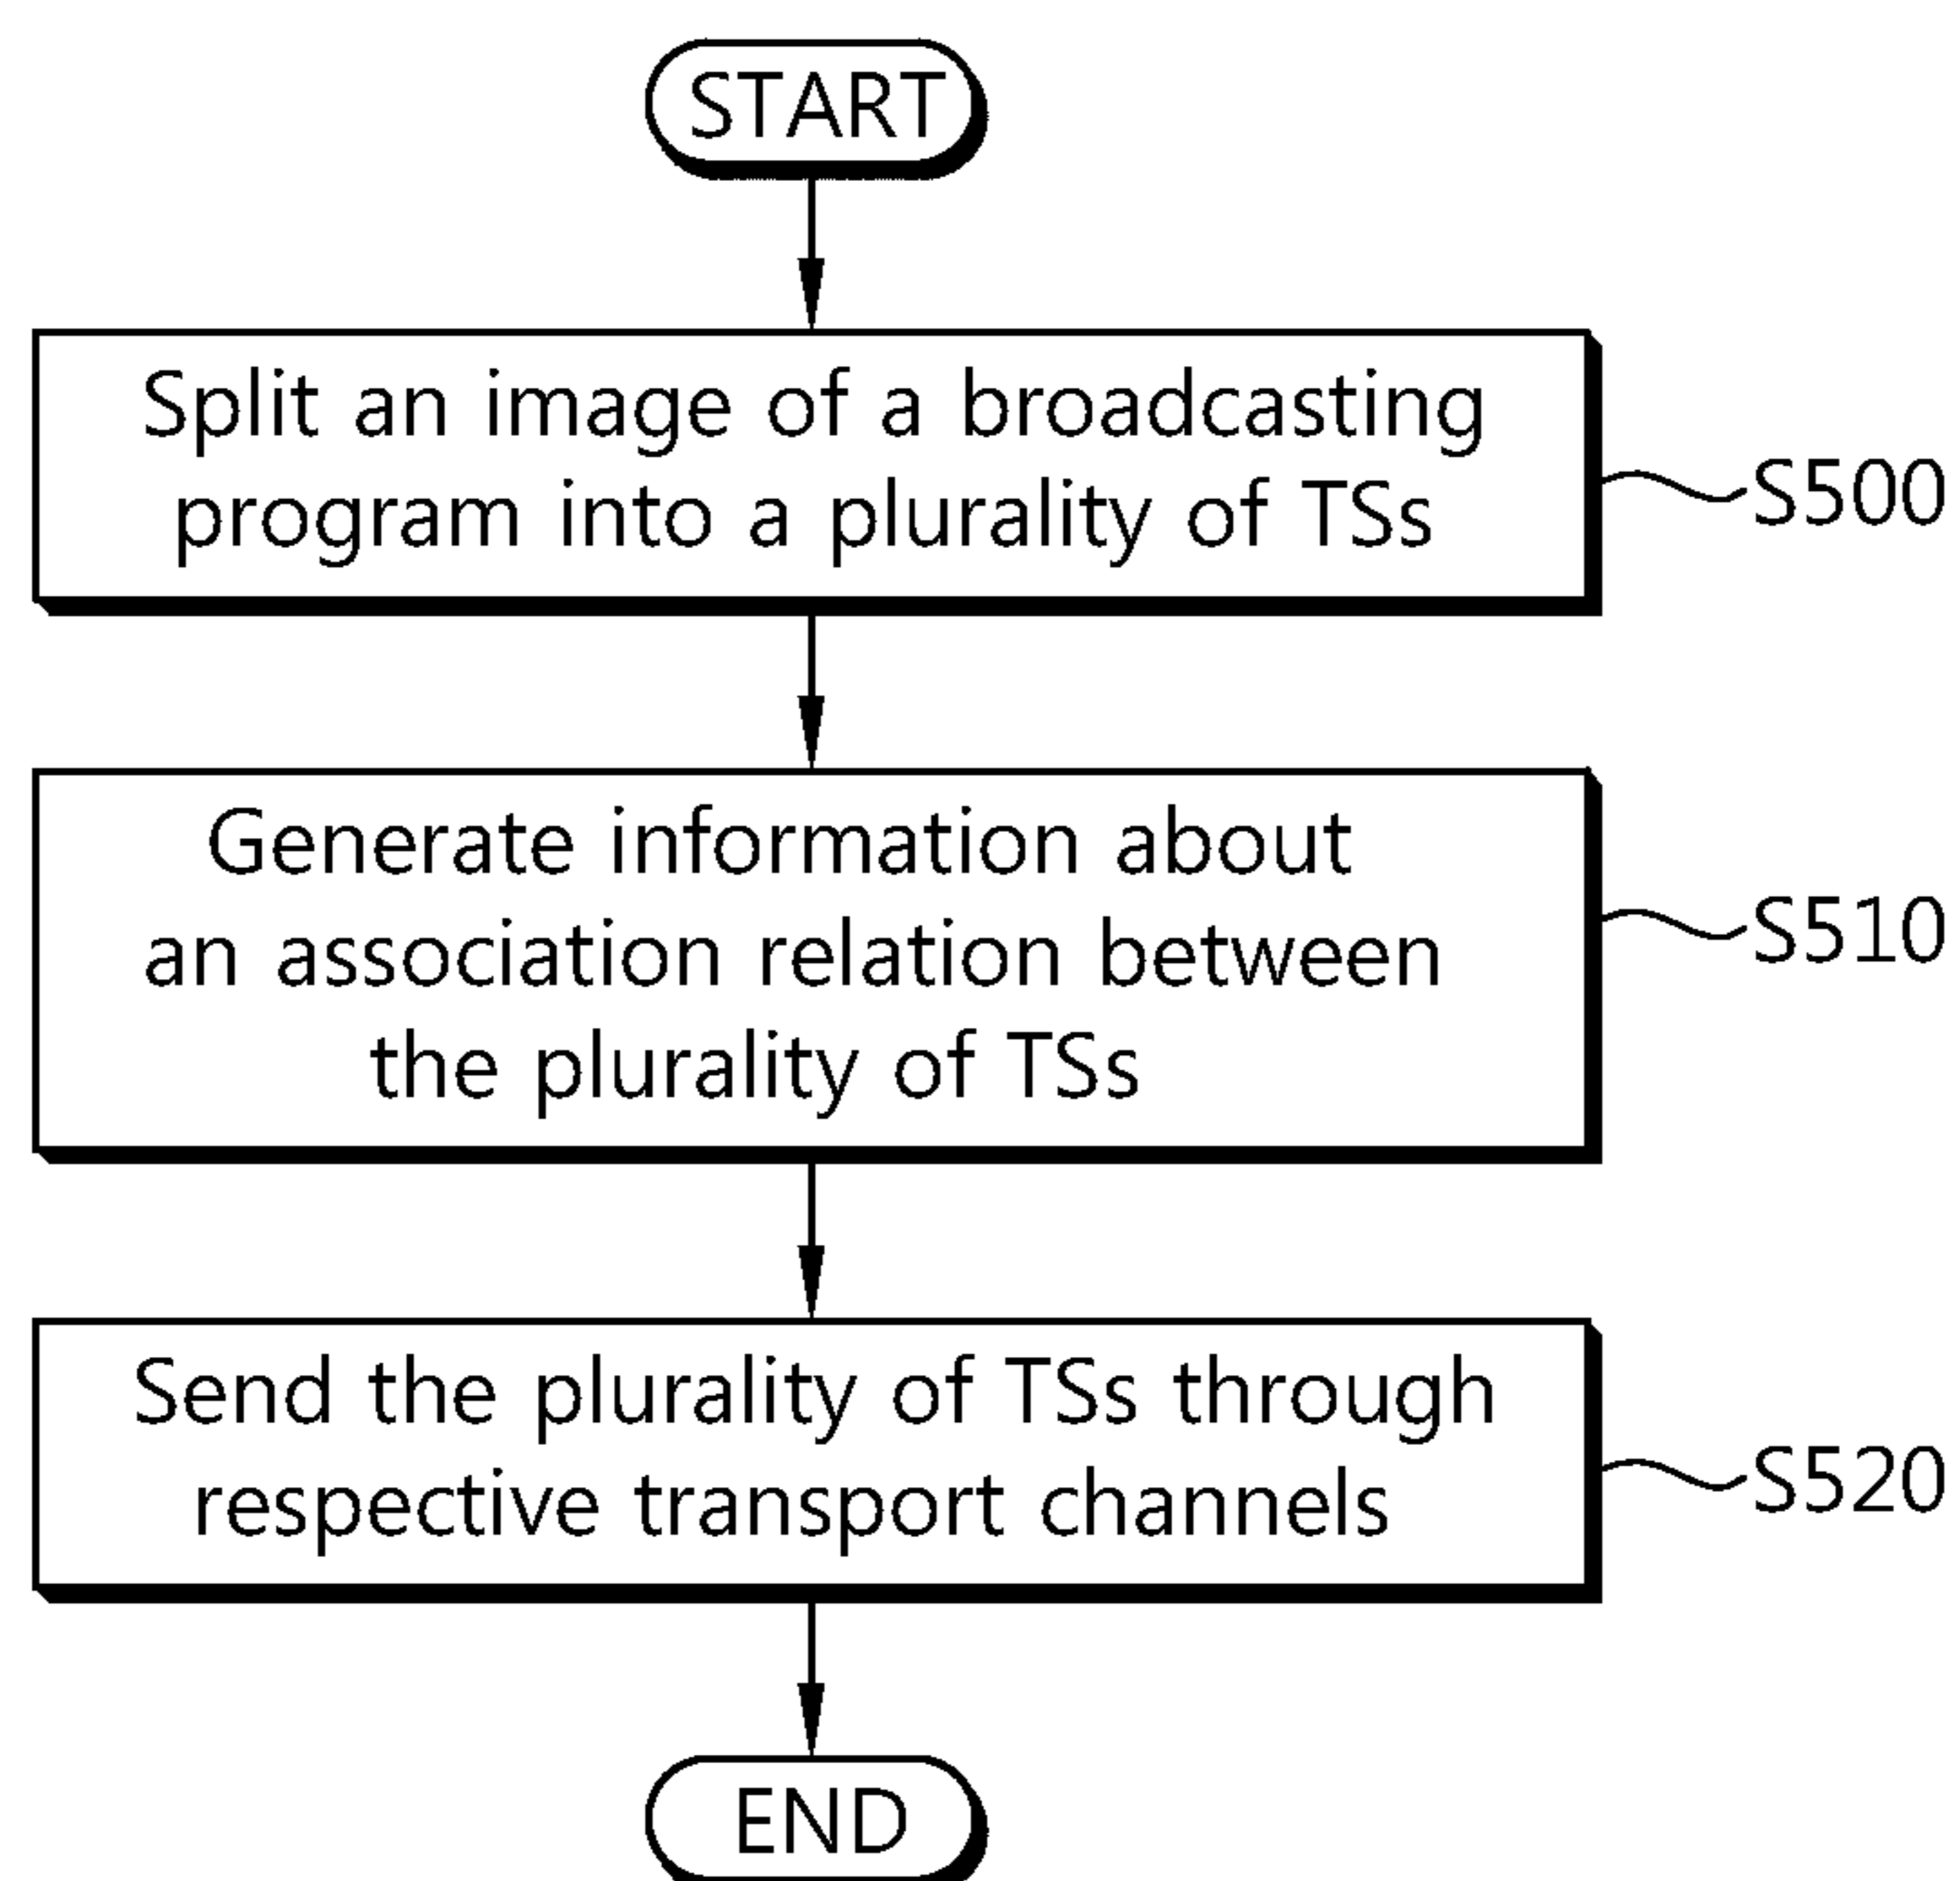 START
Split an image of a broadcasting
program into a plurality of TSs
S500
Generate information about
an association relation between
the plurality of TSs
S510
Send the plurality of TSs through
respective transport channels
S520
END